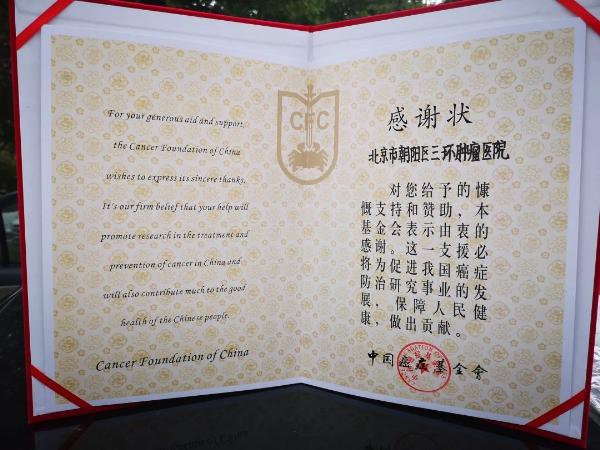 For your generous aid and support,
the Cancer Foundation of China
wishes to express its sincere thanks.
It's our firm belief that your help will
promote research in the treatment and
prevention of cancer in China and
will also contribute much to the good
health of the Chinese people.
Cancer Foundation of China
CFC
感谢状
北京市朝阳区三环肿瘤医院
对您给予的慷
慨支持和赞助，本
基金会表示由衷的
感谢。这一支援必
将为促进我国癌症
防治研究事业的发
展，保障人民健
康，做出贡献。
中国癌症基金會